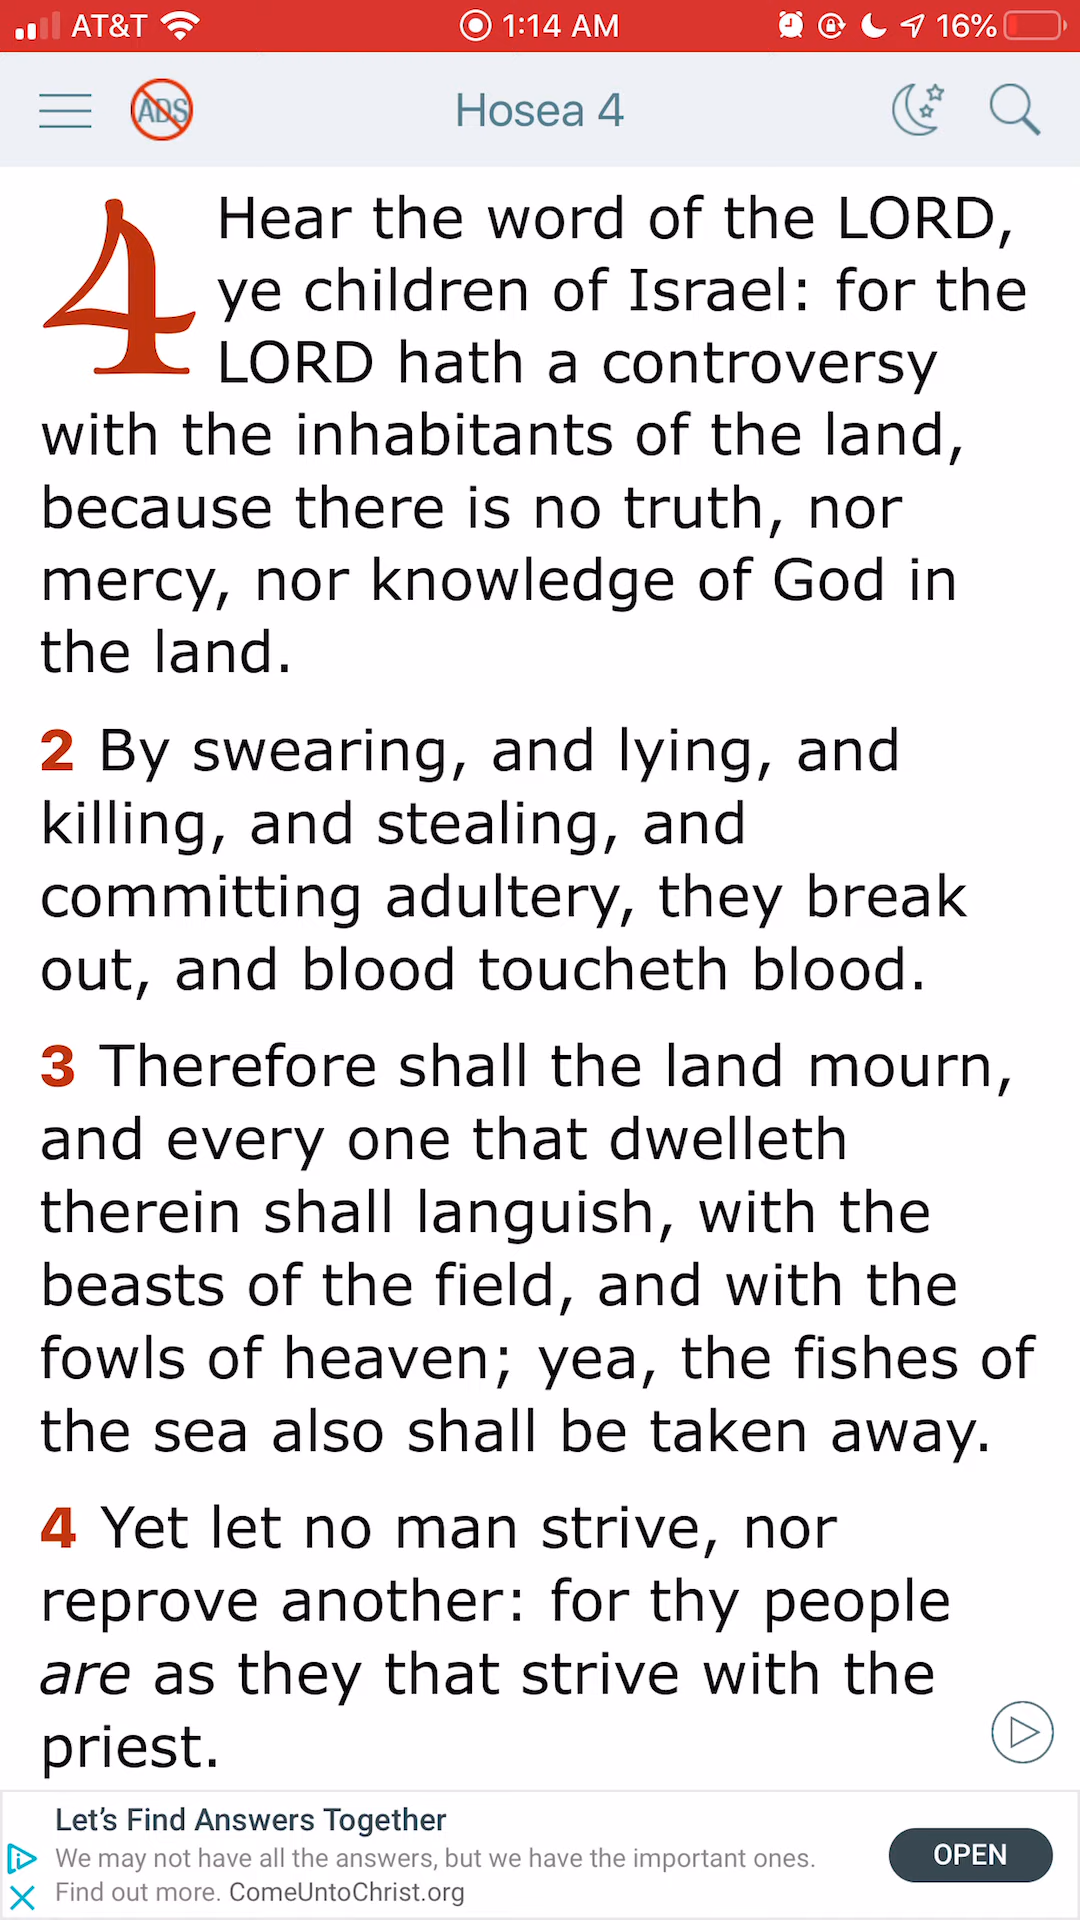 AT&T 1:14 AM 16%
ADS Hosea 4
4 Hear the word of the LORD,
ye children of Israel: for the
LORD hath a controversy
with the inhabitants of the land,
because there is no truth, nor
mercy, nor knowledge of God in
the land.
2 By swearing, and lying, and
killing, and stealing, and
committing adultery, they break
out, and blood toucheth blood.
3 Therefore shall the land mourn,
and every one that dwelleth
therein shall languish, with the
beasts of the field, and with the
fowls of heaven; yea, the fishes of
the sea also shall be taken away.
4 Yet let no man strive, nor
reprove another: for thy people
are as they that strive with the
priest.
Let's Find Answers Together
We may not have all the answers, but we have the important ones.
Find out more. ComeUntoChrist.org
OPEN